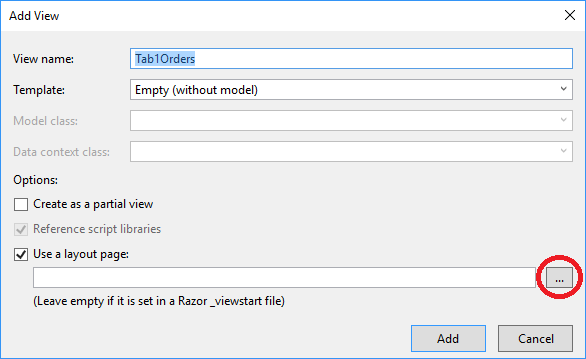 Add View
View name: Tab1Orders
Template: Empty (without model)
Model class:
Data context class:
Options:
Create as a partial view
Reference script libraries
Use a layout page:
...
(Leave empty if it is set in a Razor _viewstart file)
Add Cancel